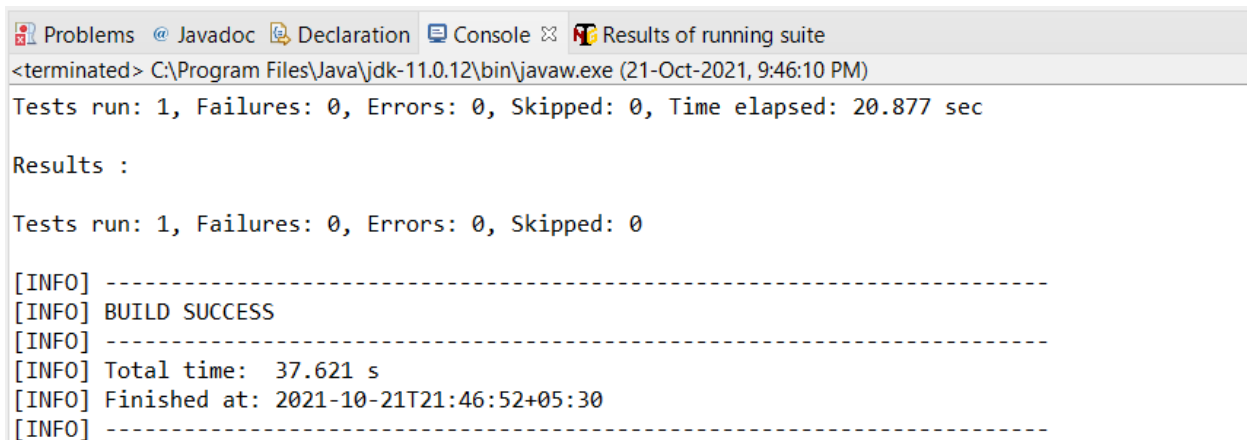 Problems @ Javadoc Declaration Console Results of running suite
<terminated> C:\Program Files\Java\jdk-11.0.12\bin\javaw.exe (21-Oct-2021, 9:46:10 PM)
Tests run: 1, Failures: 0, Errors: 0, Skipped: 0, Time elapsed: 20.877 sec
Results :
Tests run: 1, Failures: 0, Errors: 0, Skipped: 0
[INFO] ------------------------------------------------------------------------
[INFO] BUILD SUCCESS
[INFO] ------------------------------------------------------------------------
[INFO] Total time:  37.621 s
[INFO] Finished at: 2021-10-21T21:46:52+05:30
[INFO] ------------------------------------------------------------------------